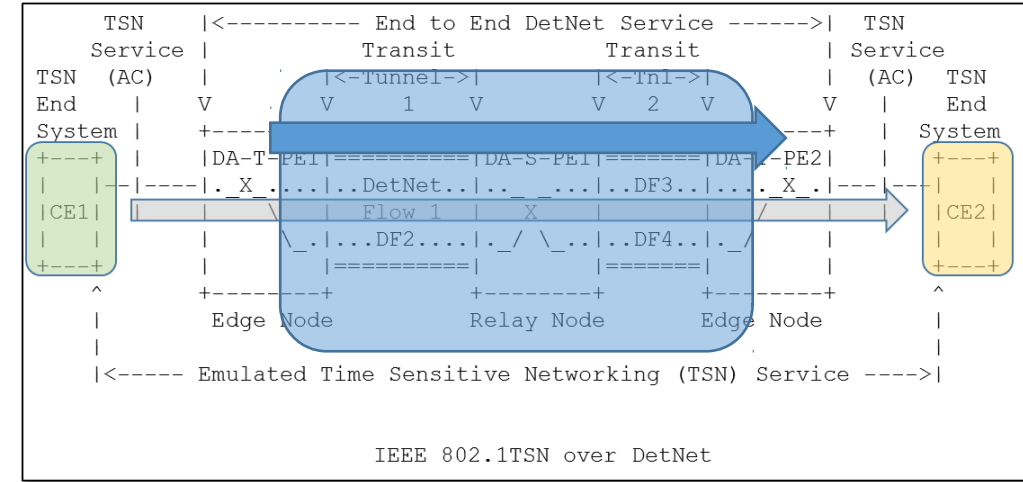 TSN     |<---------- End to End DetNet Service ------>|  TSN
     Service  |         Transit          Transit        | Service
TSN  (AC)    |        |<-Tunnel->|        |<-Tnl->|        |  (AC)  TSN
End    |    V        V    1    V        V   2   V        V   |    End
System |    +-----                                  ---+   |  System
+---+  |    |DA-T-PE1|==========|DA-S-PE1|=======|DA-T-PE2|   |  +---+
|   |--|----|._X_....|..DetNet..|.. _ ...|..DF3..|...._X_.|---|--|   |
|CE1|  |    |    \   |  Flow 1  |   X    |       |   /    |   |  |CE2|
|   |       |     \_.|...DF2....|._/ \_..|..DF4..|._/     |      |   |
+---+       |        |==========|        |=======|        |      +---+
    ^       +--------+          +--------+       +--------+      ^
    |       Edge Node           Relay Node       Edge Node       |
    |                                                            |
    |<----- Emulated Time Sensitive Networking (TSN) Service ---->|
IEEE 802.1TSN over DetNet